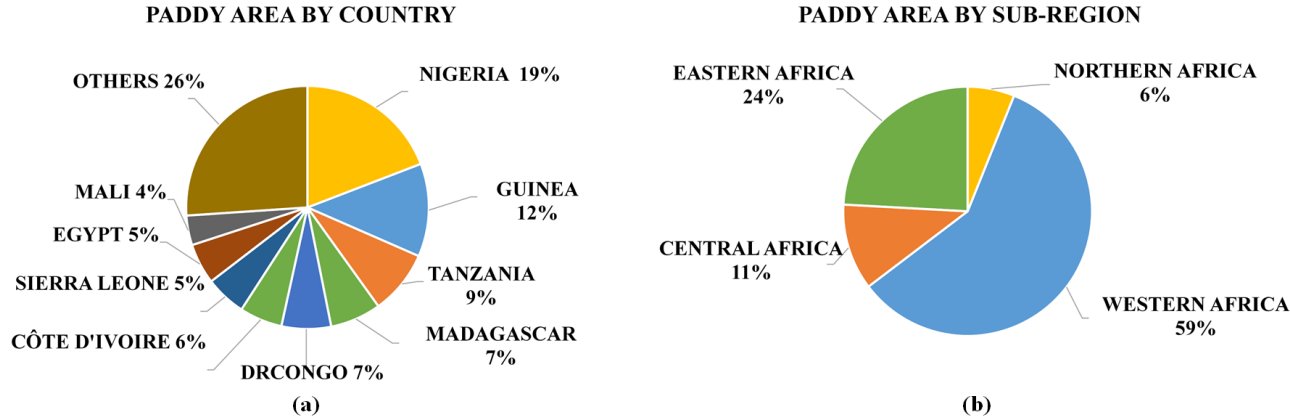 PADDY AREA BY COUNTRY
NIGERIA 19%
GUINEA
12%
TANZANIA
9%
MADAGASCAR
7%
DRCONGO 7%
CÔTE D'IVOIRE 6%
SIERRA LEONE 5%
EGYPT 5%
MALI 4%
OTHERS 26%
(a)
PADDY AREA BY SUB-REGION
NORTHERN AFRICA
6%
WESTERN AFRICA
59%
CENTRAL AFRICA
11%
EASTERN AFRICA
24%
(b)